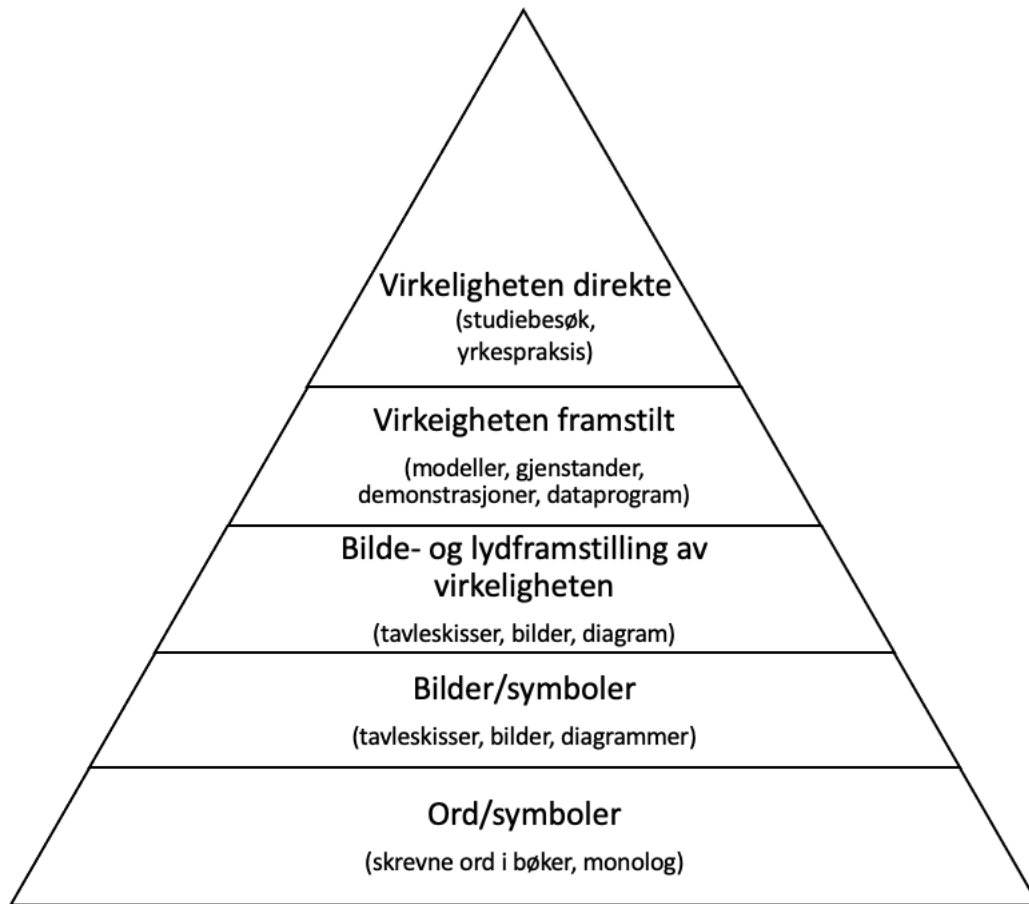 Virkeligheten direkte
(studiebesøk,
yrkespraksis)
Virkeigheten framstilt
(modeller, gjenstander,
demonstrasjoner, dataprogram)
Bilde- og lydframstilling av
virkeligheten
(tavleskisser, bilder, diagram)
Bilder/symboler
(tavleskisser, bilder, diagrammer)
Ord/symboler
(skrevne ord i bøker, monolog)